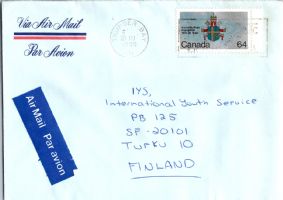 Via Air Mail
Par Avion
Canada 64
Air Mail Par avion
IYS,
International Youth Service
PB 125
SF-20101
TURKU 10
FINLAND